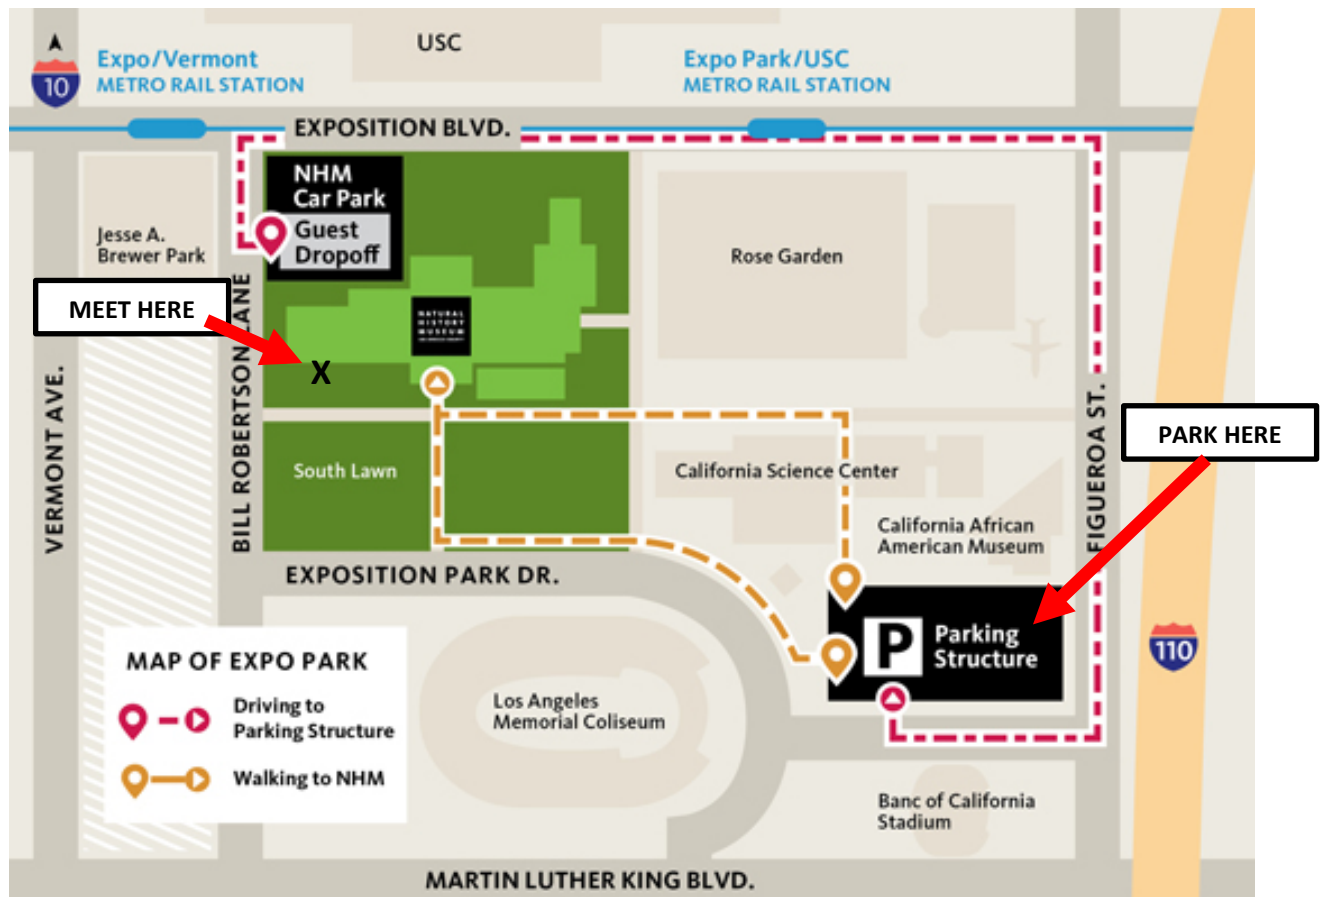 USC
Expo/Vermont
METRO RAIL STATION
10
Expo Park/USC
METRO RAIL STATION
EXPOSITION BLVD.
NHM
Car Park
Guest
Dropoff
Jesse A.
Brewer Park
Rose Garden
MEET HERE
NATURAL
HISTORY
MUSEUM
X
VERMONT AVE.
BILL ROBERTSON LANE
FIGUEROA ST.
PARK HERE
South Lawn
California Science Center
California African
American Museum
EXPOSITION PARK DR.
P
Parking
Structure
110
MAP OF EXPO PARK
Driving to
Parking Structure
Walking to NHM
Los Angeles
Memorial Coliseum
Banc of California
Stadium
MARTIN LUTHER KING BLVD.